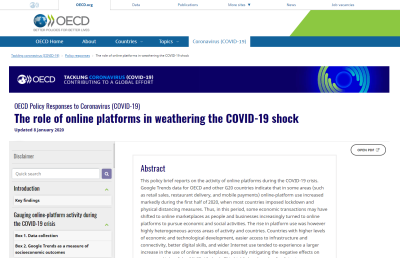 OECD.org
Data
Publications
More sites
News
Job vacancies
OECD
BETTER POLICIES FOR BETTER LIVES
OECD Home
About
Countries
Topics
Coronavirus (COVID-19)
Tackling coronavirus (COVID-19)
Policy responses
The role of online platforms in weathering the COVID-19 shock
OECD
TACKLING CORONAVIRUS (COVID-19)
CONTRIBUTING TO A GLOBAL EFFORT
OECD Policy Responses to Coronavirus (COVID-19)
The role of online platforms in weathering the COVID-19 shock
Updated 8 January 2020
OPEN PDF
Disclaimer
Quick search
Introduction
Key findings
Gauging online-platform activity during the COVID-19 crisis
Box 1. Data collection
Box 2. Google Trends as a measure of socioeconomic outcomes
Abstract
This policy brief reports on the activity of online platforms during the COVID-19 crisis.
Google Trends data for OECD and other G20 countries indicate that in some areas (such
as retail sales, restaurant delivery, and mobile payments) online-platform use increased
markedly during the first half of 2020, when most countries imposed lockdown and
physical distancing measures. Thus, in this period, some economic transactions may have
shifted to online marketplaces as people and businesses increasingly turned to online
platforms to pursue economic and social activities. The more in platform use was however
highly heterogeneous across areas of activity and countries. Countries with higher levels
of economic and technological development, easier access to infrastructure and
connectivity, better digital skills, and wider Internet use tended to experience a larger
increase in the use of online marketplaces, possibly mitigating the negative effects on